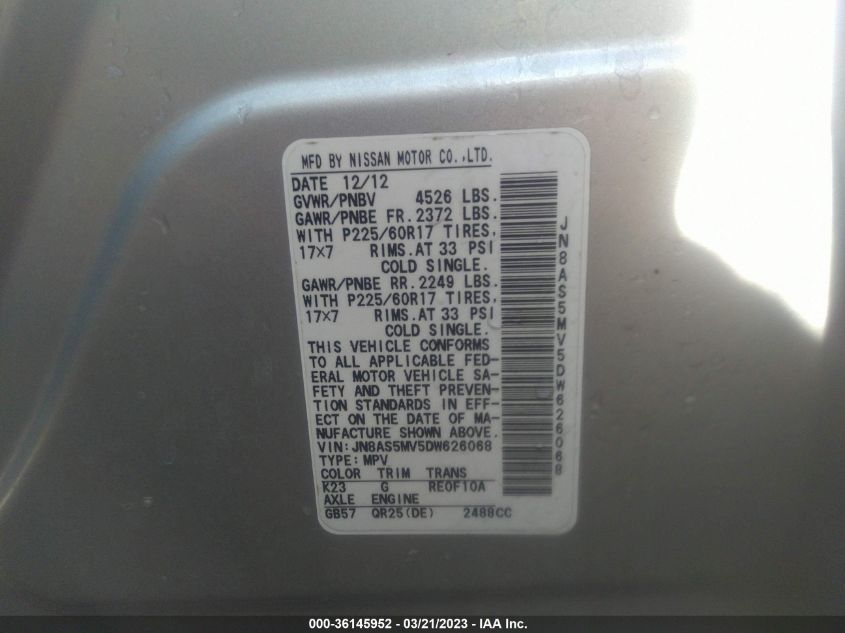 MFD BY NISSAN MOTOR CO.,LTD.
DATE 12/12
GVWR/PNBV 4526 LBS.
GAWR/PNBE FR. 2372 LBS.
WITH P225/60R17 TIRES,
17×7 RIMS.AT 33 PSI
COLD SINGLE.
GAWR/PNBE RR. 2249 LBS.
WITH P225/60R17 TIRES,
17×7 RIMS.AT 33 PSI
COLD SINGLE.
THIS VEHICLE CONFORMS
TO ALL APPLICABLE FED-
ERAL MOTOR VEHICLE SA-
FETY AND THEFT PREVEN-
TION STANDARDS IN EFF-
ECT ON THE DATE OF MA-
NUFACTURE SHOWN ABOVE.
VIN:JN8AS5MV5DW626068
TYPE:MPV
COLOR TRIM TRANS
K23 G RE0F10A
AXLE ENGINE
GB57 QR25(DE) 2488CC
JN8AS5MV5DW626068
000-36145952 - 03/21/2023 - IAA Inc.